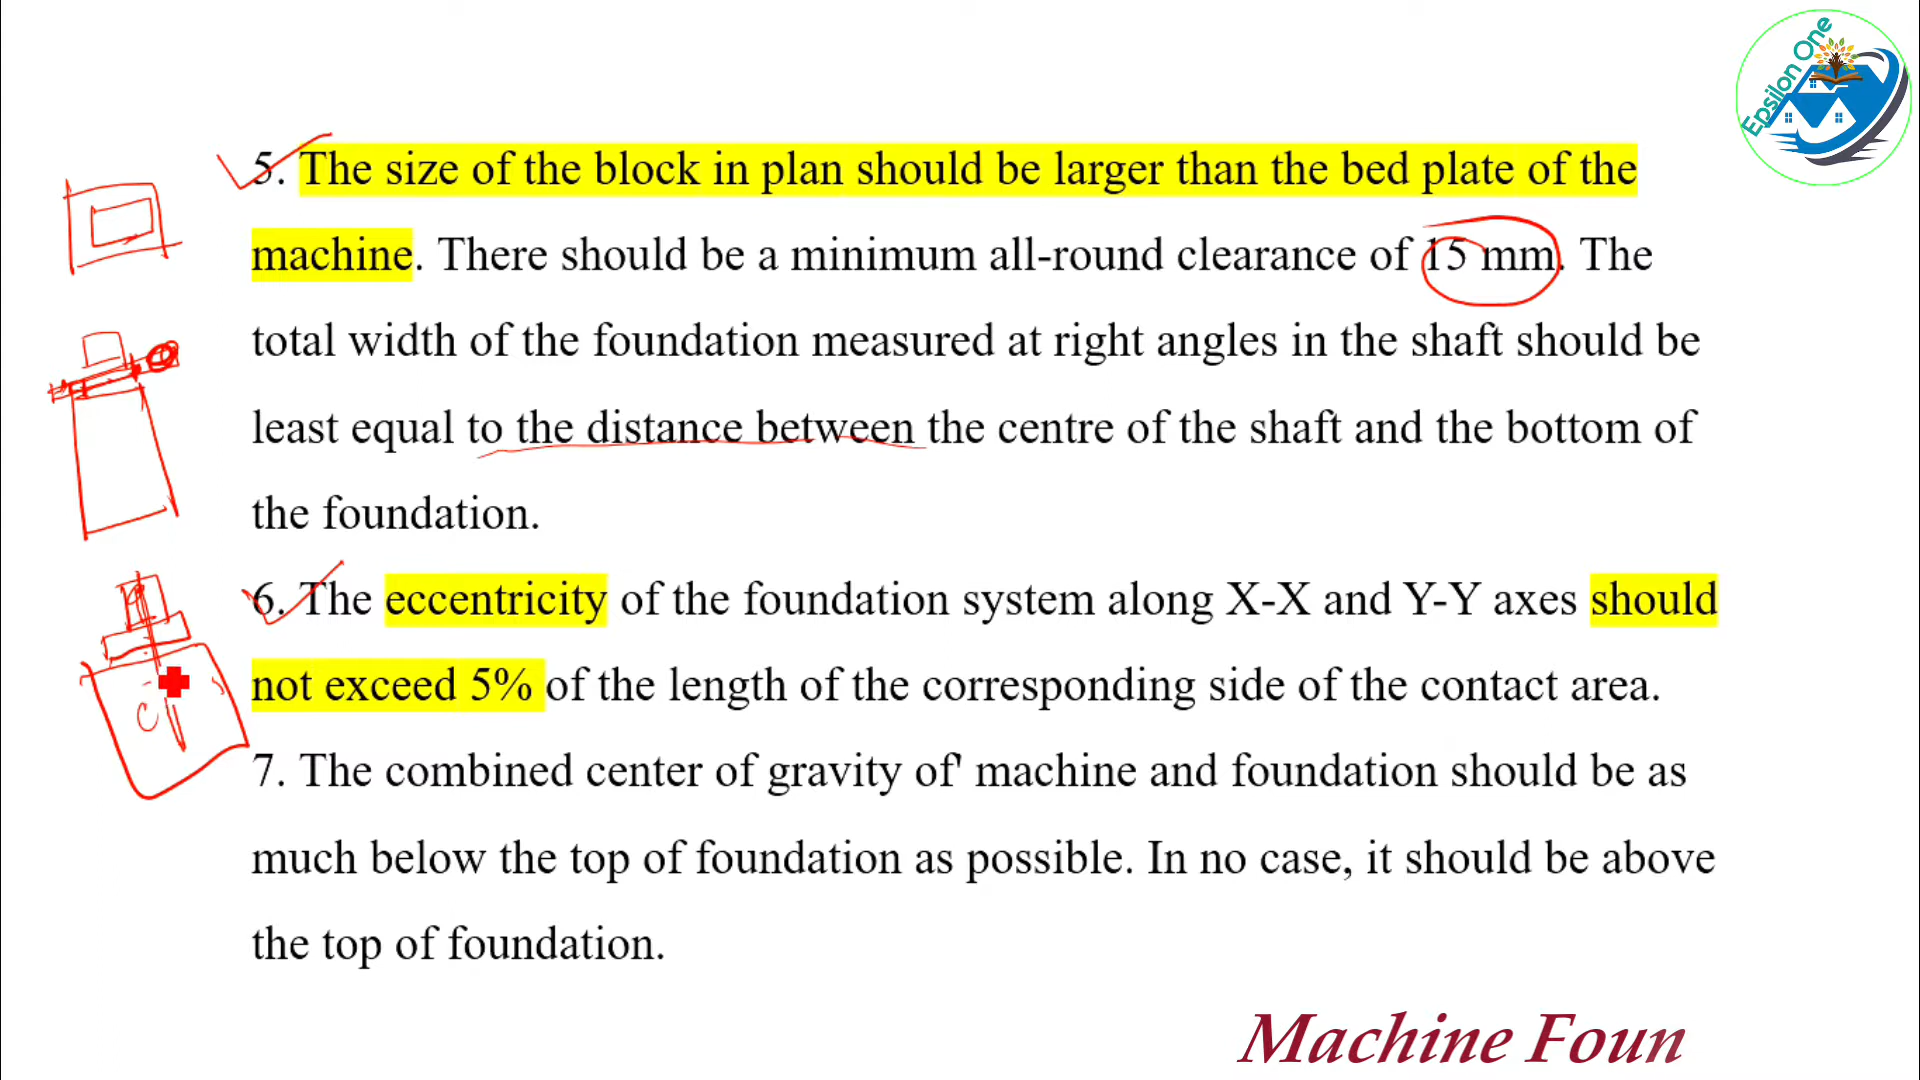 Epsilon One
5. The size of the block in plan should be larger than the bed plate of the
machine. There should be a minimum all-round clearance of 15 mm. The
total width of the foundation measured at right angles in the shaft should be
least equal to the distance between the centre of the shaft and the bottom of
the foundation.
6. The eccentricity of the foundation system along X-X and Y-Y axes should
not exceed 5% of the length of the corresponding side of the contact area.
7. The combined center of gravity of' machine and foundation should be as
much below the top of foundation as possible. In no case, it should be above
the top of foundation.
Machine Foun